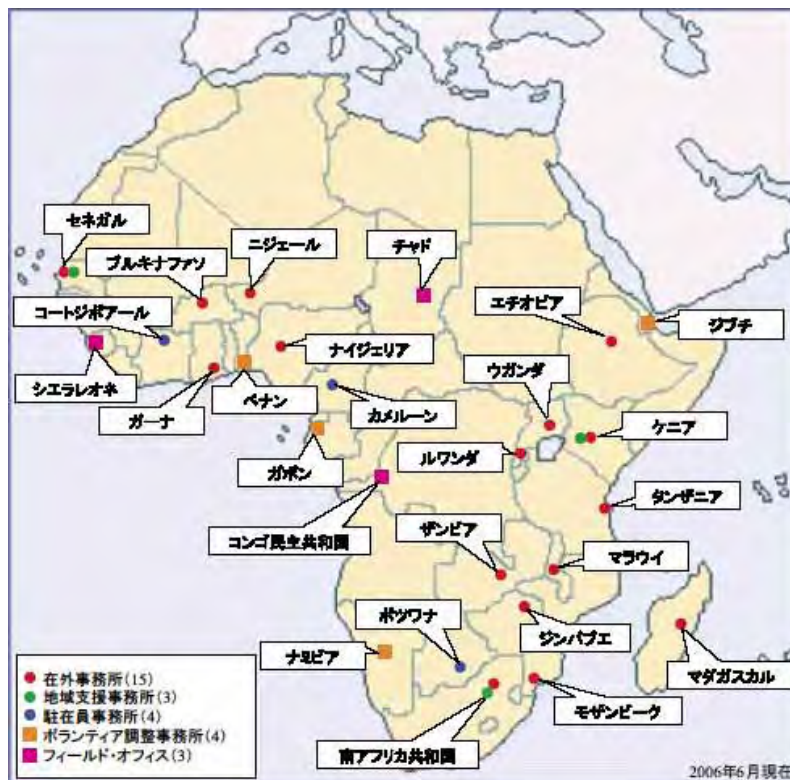 セネガル
ニジェール
チャド
ブルキナファソ
エチオピア
コートジボアール
ジブチ
ナイジェリア
ウガンダ
シエラレオネ
ガーナ
ベナン
カメルーン
ケニア
ルワンダ
ガボン
タンザニア
コンゴ民主共和国
ザンビア
マラウイ
ボツワナ
ジンバブエ
ナミビア
マダガスカル
モザンビーク
南アフリカ共和国
在外事務所(15)
地域支援事務所(3)
駐在員事務所(4)
ボランティア調整事務所(4)
フィールド・オフィス(3)
2006年6月現在